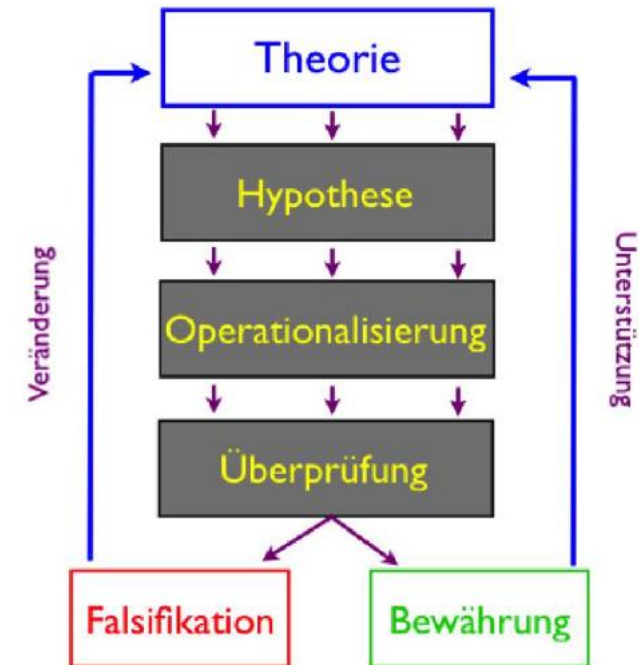 Theorie
Hypothese
Operationalisierung
Überprüfung
Veränderung
Unterstützung
Falsifikation
Bewährung